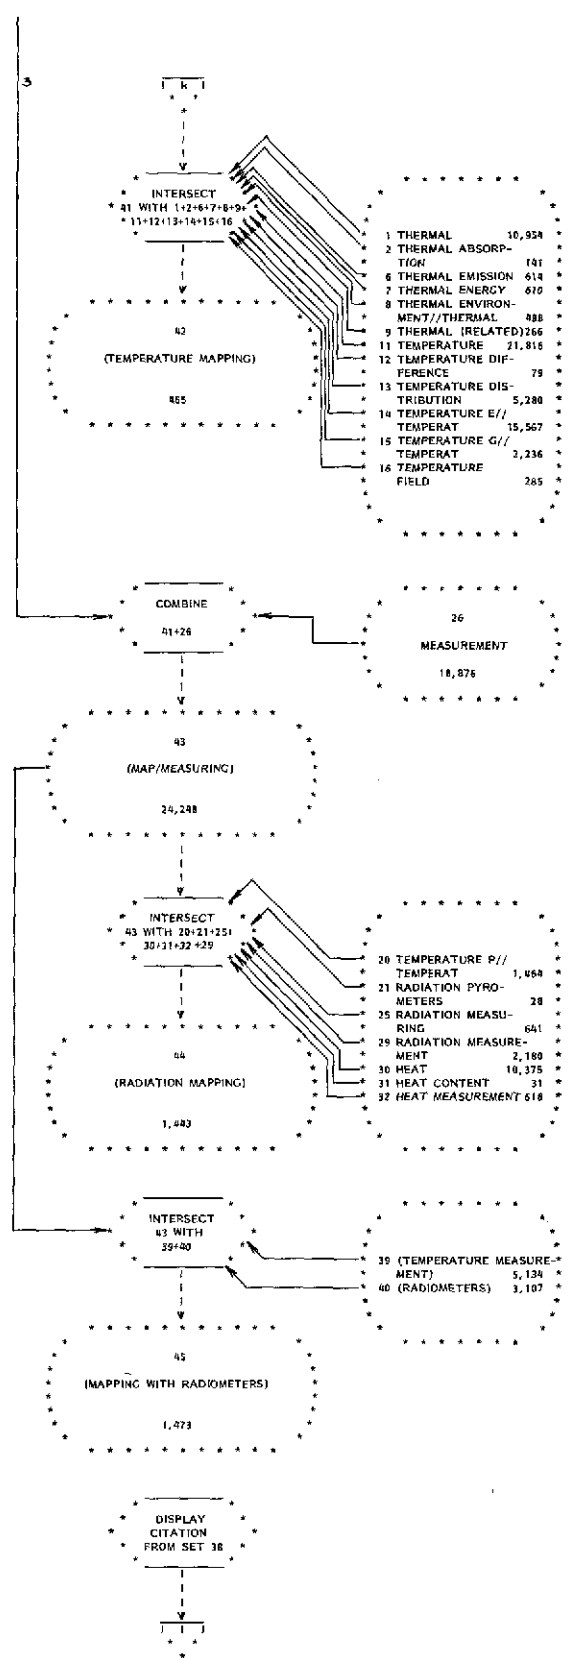 3
k
INTERSECT
41 WITH 1+2+6+7+8+9+
11+12+13+14+15+16
42
(TEMPERATURE MAPPING)
485
1 THERMAL 10,954
2 THERMAL ABSORP-
TION 141
6 THERMAL EMISSION 614
7 THERMAL ENERGY 610
8 THERMAL ENVIRON-
MENT//THERMAL 488
9 THERMAL (RELATED) 266
11 TEMPERATURE 21,816
12 TEMPERATURE DIF-
FERENCE 79
13 TEMPERATURE DIS-
TRIBUTION 5,280
14 TEMPERATURE E//
TEMPERAT 15,567
15 TEMPERATURE G//
TEMPERAT 2,236
16 TEMPERATURE
FIELD 285
COMBINE
41+26
26
MEASUREMENT
18,876
43
(MAP/MEASURING)
24,248
INTERSECT
43 WITH 20+21+25+
30+31+32+29
20 TEMPERATURE P//
TEMPERAT 1,464
21 RADIATION PYRO-
METERS 28
25 RADIATION MEASU-
RING 641
29 RADIATION MEASURE-
MENT 2,180
30 HEAT 10,375
31 HEAT CONTENT 31
32 HEAT MEASUREMENT 618
44
(RADIATION MAPPING)
1,443
INTERSECT
43 WITH
39+40
39 (TEMPERATURE MEASURE-
MENT) 5,134
40 (RADIOMETERS) 3,107
45
(MAPPING WITH RADIOMETERS)
1,473
DISPLAY
CITATION
FROM SET 38